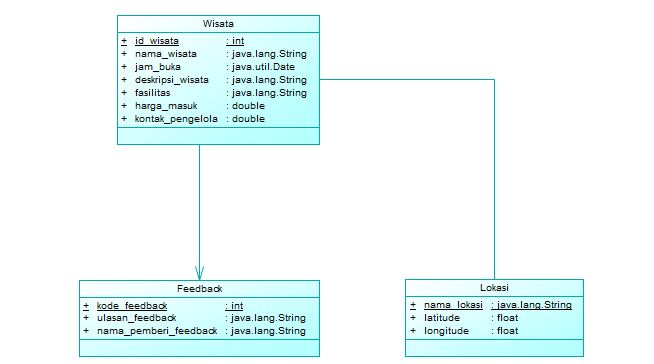 Wisata
+ id_wisata : int
+ nama_wisata : java.lang.String
+ jam_buka : java.util.Date
+ deskripsi_wisata : java.lang.String
+ fasilitas : java.lang.String
+ harga_masuk : double
+ kontak_pengelola : double
Feedback
+ kode_feedback : int
+ ulasan_feedback : java.lang.String
+ nama_pemberi_feedback : java.lang.String
Lokasi
+ nama_lokasi : java.lang.String
+ latitude : float
+ longitude : float